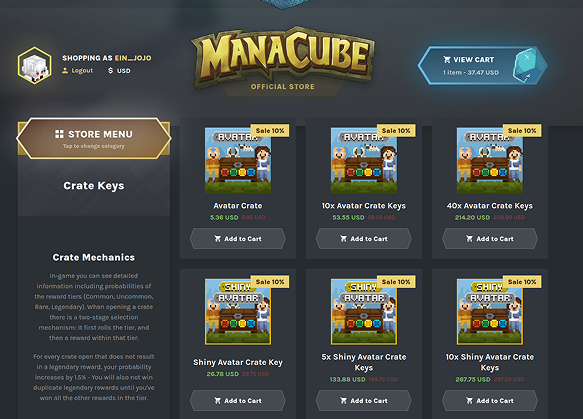 SHOPPING AS EIN__JOJO
Logout
$ USD
MANACUBE
OFFICIAL STORE
VIEW CART
1 item - 37.47 USD
STORE MENU
Tap to change category
Crate Keys
Crate Mechanics
In-game you can see detailed
information including probabilities of
the reward tiers (Common, Uncommon,
Rare, Legendary). When opening a crate
there is a two-stage selection
mechanism: It first rolls the tier, and
then a reward within that tier.
For every crate open that does not result
in a legendary reward, your probability
increases by 1.5% - You will also not win
duplicate legendary rewards until you
won all the other rewards in the tier.
Sale 10%
AVATAR
Avatar Crate
5.36 USD 5.95 USD
Add to Cart
Sale 10%
AVATAR
10x Avatar Crate Keys
53.55 USD 59.50 USD
Add to Cart
Sale 10%
AVATAR
40x Avatar Crate Keys
214.20 USD 238.00 USD
Add to Cart
Sale 10%
SHINY
AVATAR
Shiny Avatar Crate Key
26.78 USD 29.75 USD
Add to Cart
Sale 10%
SHINY
AVATAR
5x Shiny Avatar Crate
Keys
133.88 USD 148.75 USD
Add to Cart
Sale 10%
SHINY
AVATAR
10x Shiny Avatar Crate
Keys
267.75 USD 297.50 USD
Add to Cart